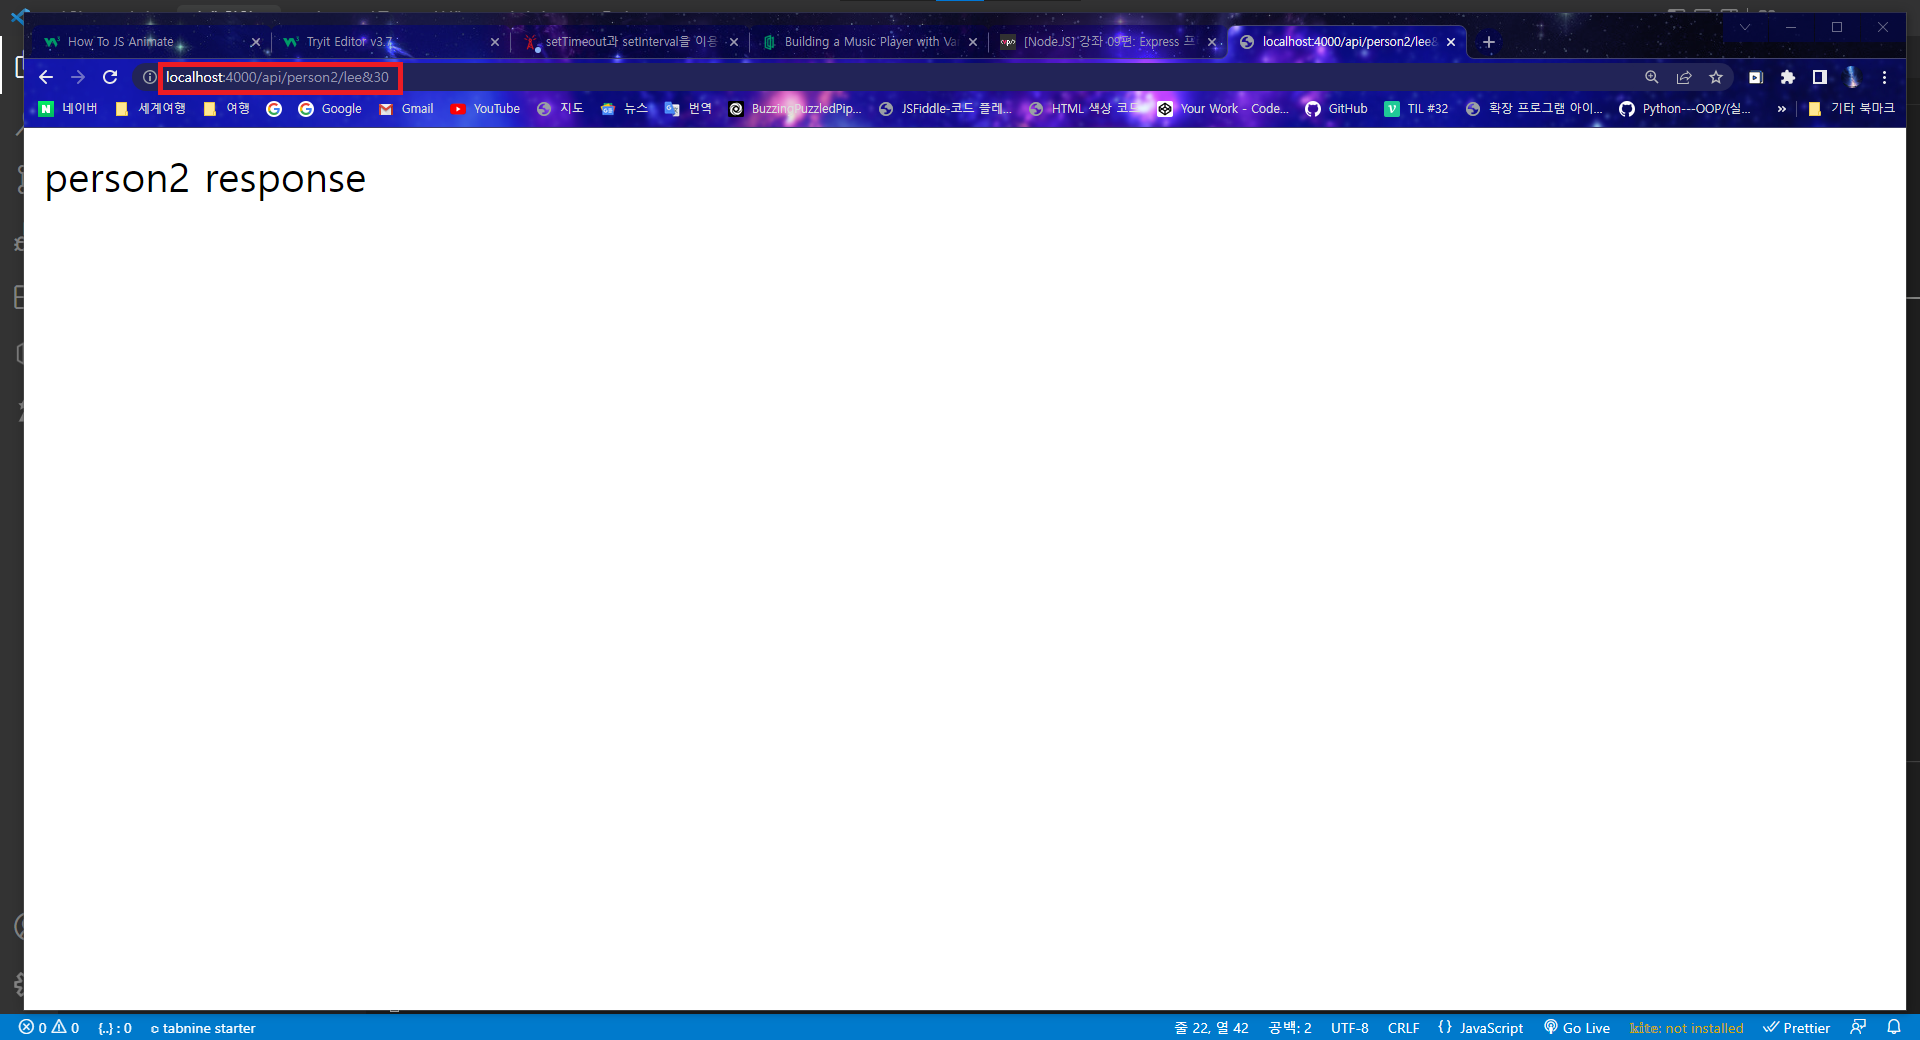 How To JS Animate
Tryit Editor v3.7
setTimeout과 setInterval을 이용
Building a Music Player with Va
[NodeJS] 강좌 09편: Express 프
localhost:4000/api/person2/lee&
localhost:4000/api/person2/lee&30
네이버
세계여행
여행
Google
Gmail
YouTube
지도
뉴스
번역
BuzzingPuzzledPip...
JSFiddle-코드 플레...
HTML 색상 코드
Your Work - Code...
GitHub
TIL #32
확장 프로그램 아이...
Python---OOP/(실...
»
기타 북마크
person2 response
0 0 {..} : 0 tabnine starter
줄 22, 열 42 공백: 2 UTF-8 CRLF {} JavaScript Go Live kite: not installed Prettier